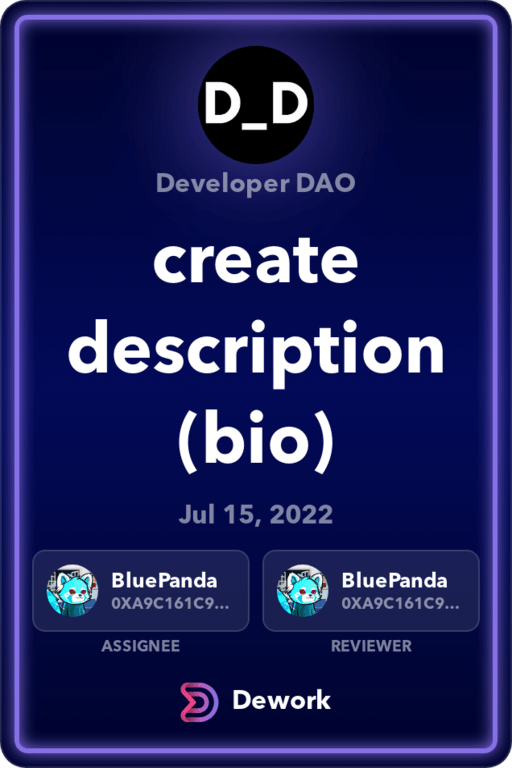 D_D
Developer DAO
create
description
(bio)
Jul 15, 2022
BluePanda
0XA9C161C9...
ASSIGNEE
BluePanda
0XA9C161C9...
REVIEWER
Dework